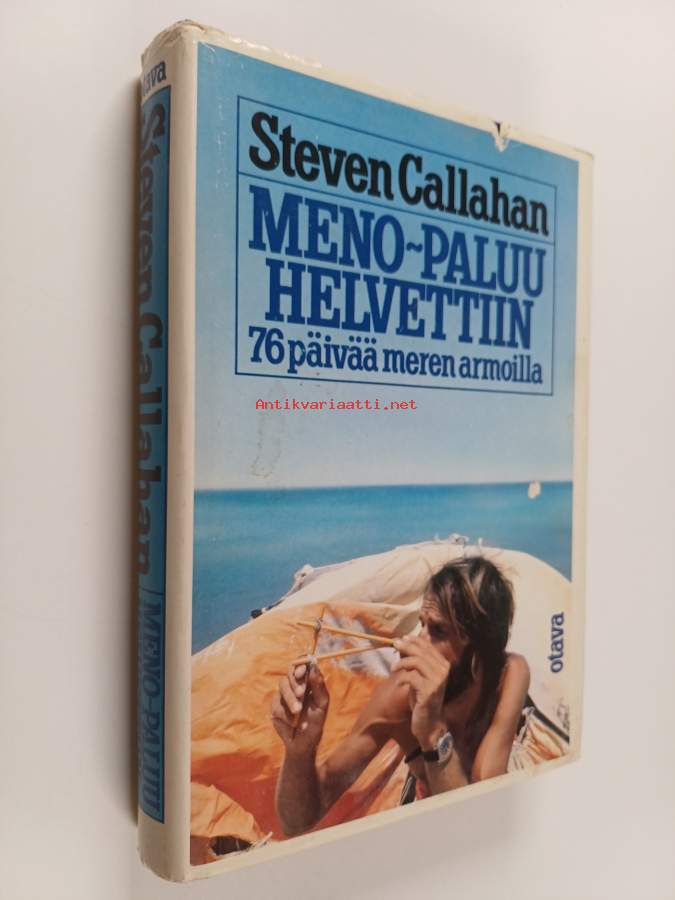 Steven Callahan
MENO~PALUU
HELVETTIIN
76 päivää meren armoilla
Antikvariaatti.net
otava
otava
Steven Callahan
MENO~PALUU